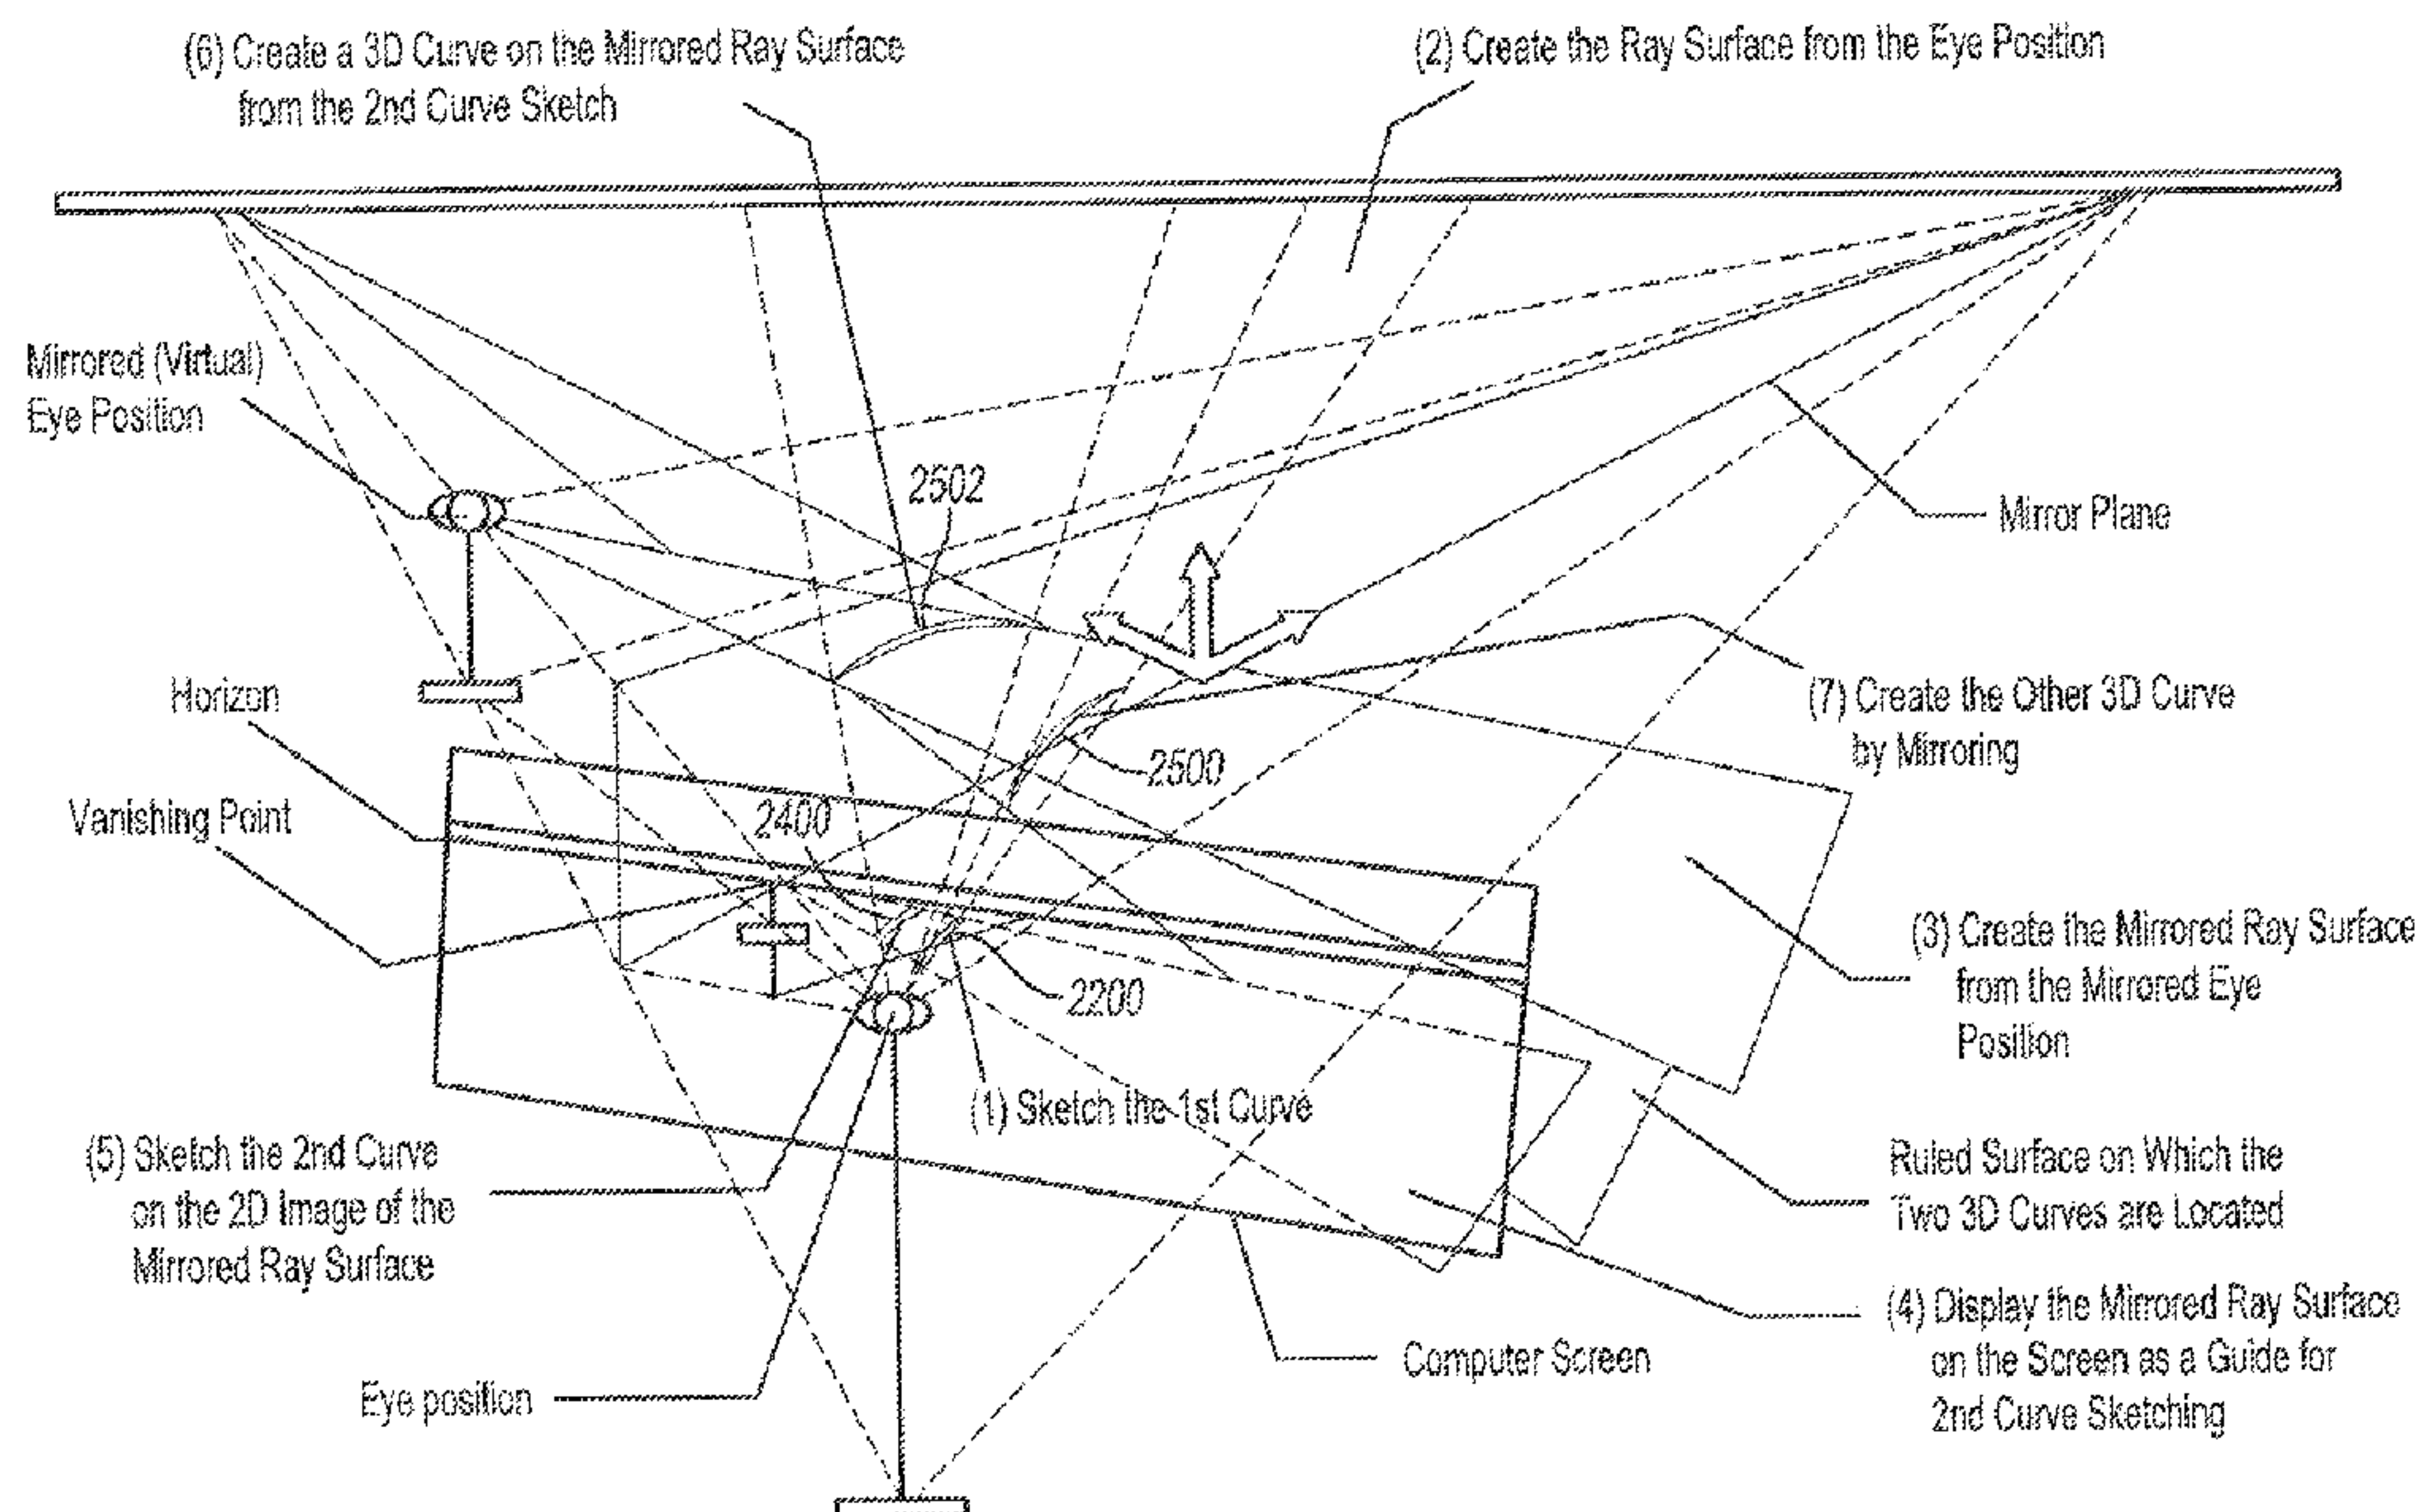 (6) Create a 3D Curve on the Mirrored Ray Surface
from the 2nd Curve Sketch
(2) Create the Ray Surface from the Eye Position
Mirrored (Virtual)
Eye Position
2502
Mirror Plane
Horizon
(7) Create the Other 3D Curve
by Mirroring
2500
Vanishing Point
2400
(3) Create the Mirrored Ray Surface
from the Mirrored Eye
Position
2200
(1) Sketch the 1st Curve
(5) Sketch the 2nd Curve
on the 2D Image of the
Mirrored Ray Surface
Ruled Surface on Which the
Two 3D Curves are Located
(4) Display the Mirrored Ray Surface
on the Screen as a Guide for
2nd Curve Sketching
Computer Screen
Eye position